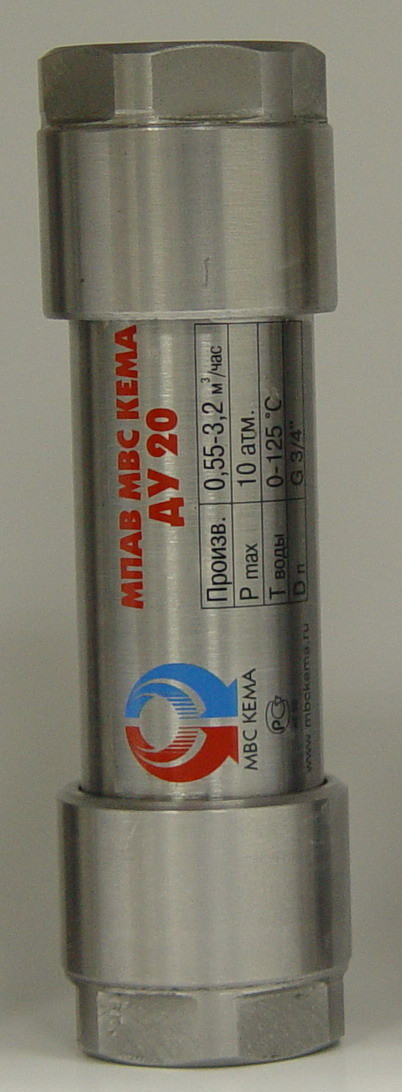 МПАВ МВС КЕМА
ДУ 20
Произв. 0,55-3,2 м³/час
P max 10 атм.
Т воды 0-125 °C
D п G 3/4"
МВС КЕМА
www.mbckema.ru